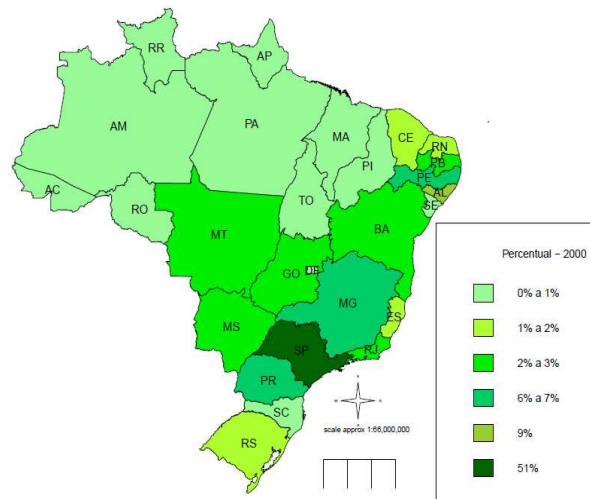 RR
AP
AM
PA
MA
CE
RN
PB
PI
PE
AL
SE
AC
RO
TO
BA
MT
GO
DF
MG
ES
MS
SP
RJ
PR
SC
RS
scale approx 1:66,000,000
Percentual – 2000
0% a 1%
1% a 2%
2% a 3%
6% a 7%
9%
51%